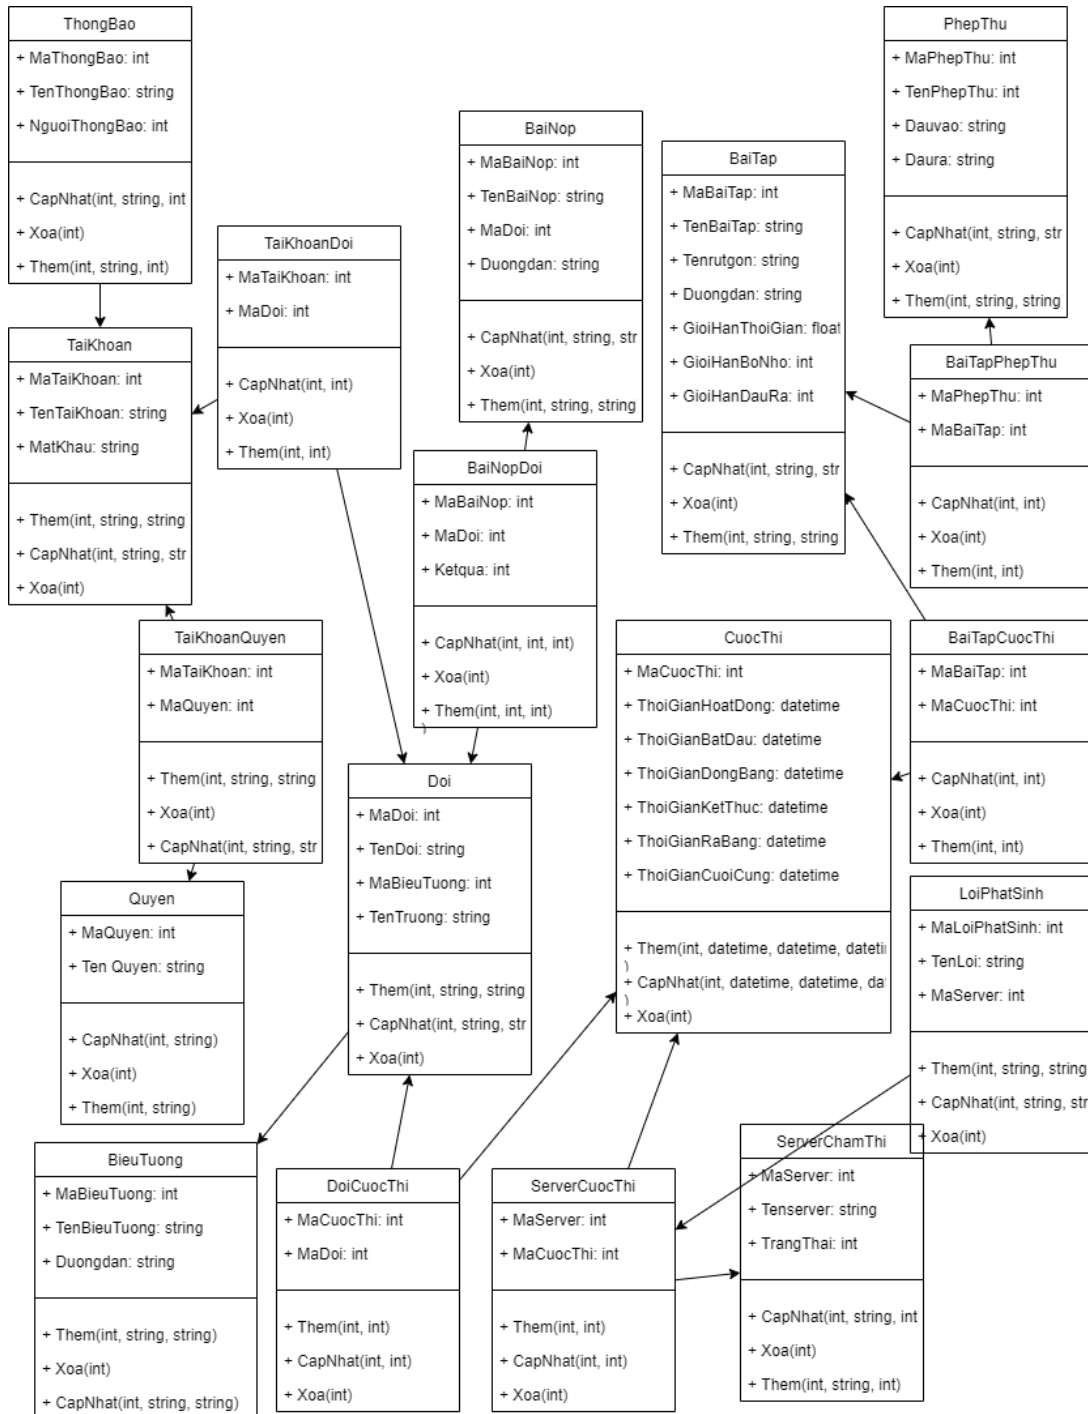 ThongBao
+ MaThongBao: int
+ TenThongBao: string
+ NguoiThongBao: int
+ CapNhat(int, string, int
+ Xoa(int)
+ Them(int, string, int)
PhepThu
+ MaPhepThu: int
+ TenPhepThu: int
+ Dauvao: string
+ Daura: string
+ CapNhat(int, string, str
+ Xoa(int)
+ Them(int, string, string
BaiNop
+ MaBaiNop: int
+ TenBaiNop: string
+ MaDoi: int
+ Duongdan: string
+ CapNhat(int, string, str
+ Xoa(int)
+ Them(int, string, string
BaiTap
+ MaBaiTap: int
+ TenBaiTap: string
+ Tenrutgon: string
+ Duongdan: string
+ GioiHanThoiGian: float
+ GioiHanBoNho: int
+ GioiHanDauRa: int
+ CapNhat(int, string, str
+ Xoa(int)
+ Them(int, string, string
TaiKhoanDoi
+ MaTaiKhoan: int
+ MaDoi: int
+ CapNhat(int, int)
+ Xoa(int)
+ Them(int, int)
TaiKhoan
+ MaTaiKhoan: int
+ TenTaiKhoan: string
+ MatKhau: string
+ Them(int, string, string
+ CapNhat(int, string, str
+ Xoa(int)
BaiTapPhepThu
+ MaPhepThu: int
+ MaBaiTap: int
+ CapNhat(int, int)
+ Xoa(int)
+ Them(int, int)
BaiNopDoi
+ MaBaiNop: int
+ MaDoi: int
+ Ketqua: int
+ CapNhat(int, int, int)
+ Xoa(int)
+ Them(int, int, int)
)
TaiKhoanQuyen
+ MaTaiKhoan: int
+ MaQuyen: int
+ Them(int, string, string
+ Xoa(int)
+ CapNhat(int, string, str
CuocThi
+ MaCuocThi: int
+ ThoiGianHoatDong: datetime
+ ThoiGianBatDau: datetime
+ ThoiGianDongBang: datetime
+ ThoiGianKetThuc: datetime
+ ThoiGianRaBang: datetime
+ ThoiGianCuoiCung: datetime
+ Them(int, datetime, datetime, datetin
)
+ CapNhat(int, datetime, datetime, dat
)
+ Xoa(int)
BaiTapCuocThi
+ MaBaiTap: int
+ MaCuocThi: int
+ CapNhat(int, int)
+ Xoa(int)
+ Them(int, int)
Doi
+ MaDoi: int
+ TenDoi: string
+ MaBieuTuong: int
+ TenTruong: string
+ Them(int, string, string
+ CapNhat(int, string, str
+ Xoa(int)
Quyen
+ MaQuyen: int
+ Ten Quyen: string
+ CapNhat(int, string)
+ Xoa(int)
+ Them(int, string)
LoiPhatSinh
+ MaLoiPhatSinh: int
+ TenLoi: string
+ MaServer: int
+ Them(int, string, string
+ CapNhat(int, string, str
+ Xoa(int)
BieuTuong
+ MaBieuTuong: int
+ TenBieuTuong: string
+ Duongdan: string
+ Them(int, string, string)
+ Xoa(int)
+ CapNhat(int, string, string)
DoiCuocThi
+ MaCuocThi: int
+ MaDoi: int
+ Them(int, int)
+ CapNhat(int, int)
+ Xoa(int)
ServerCuocThi
+ MaServer: int
+ MaCuocThi: int
+ Them(int, int)
+ CapNhat(int, int)
+ Xoa(int)
ServerChamThi
+ MaServer: int
+ Tenserver: string
+ TrangThai: int
+ CapNhat(int, string, int
+ Xoa(int)
+ Them(int, string, int)